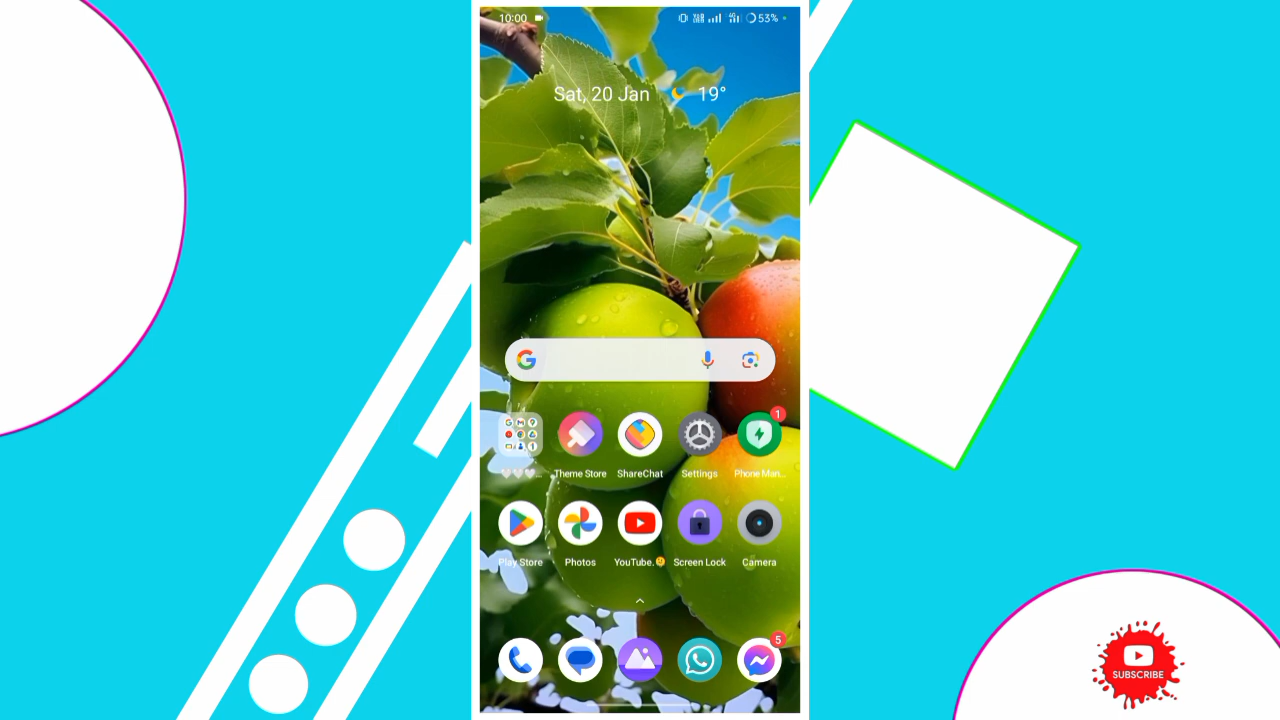 10:00 53%
Sat, 20 Jan 19°
1
Theme Store ShareChat Settings Phone Man...
Play Store Photos YouTube. Screen Lock Camera
5
SUBSCRIBE